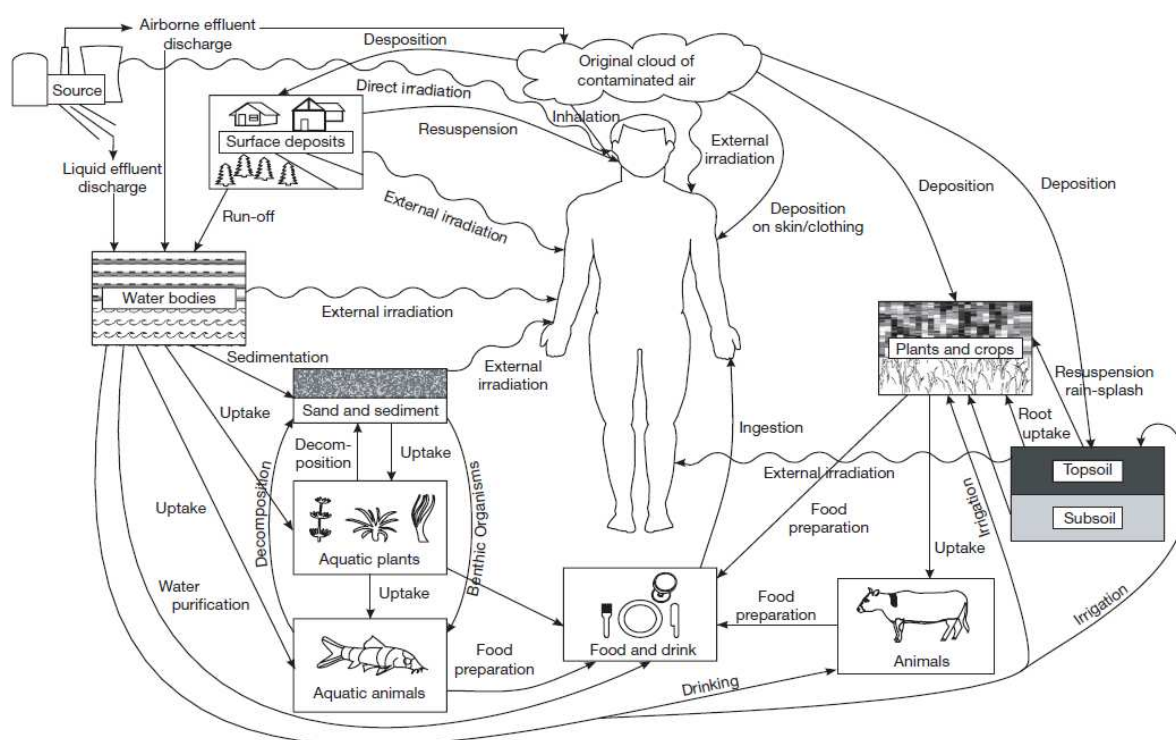 Airborne effluent
discharge
Desposition
Original cloud of
contaminated air
Source
Direct irradiation
Inhalation
Surface deposits
Resuspension
External
irradiation
Liquid effluent
discharge
Deposition
Deposition
External irradiation
Run-off
Deposition
on skin/clothing
Water bodies
External irradiation
Plants and crops
Sedimentation
External
irradiation
Resuspension
rain-splash
Uptake
Sand and sediment
Root
uptake
Decom-
position
Uptake
Ingestion
External irradiation
Topsoil
Subsoil
Uptake
Decomposition
Benthic Organisms
Food
preparation
Irrigation
Aquatic plants
Uptake
Water
purification
Uptake
Food
preparation
Irrigation
Food
preparation
Food and drink
Animals
Aquatic animals
Drinking